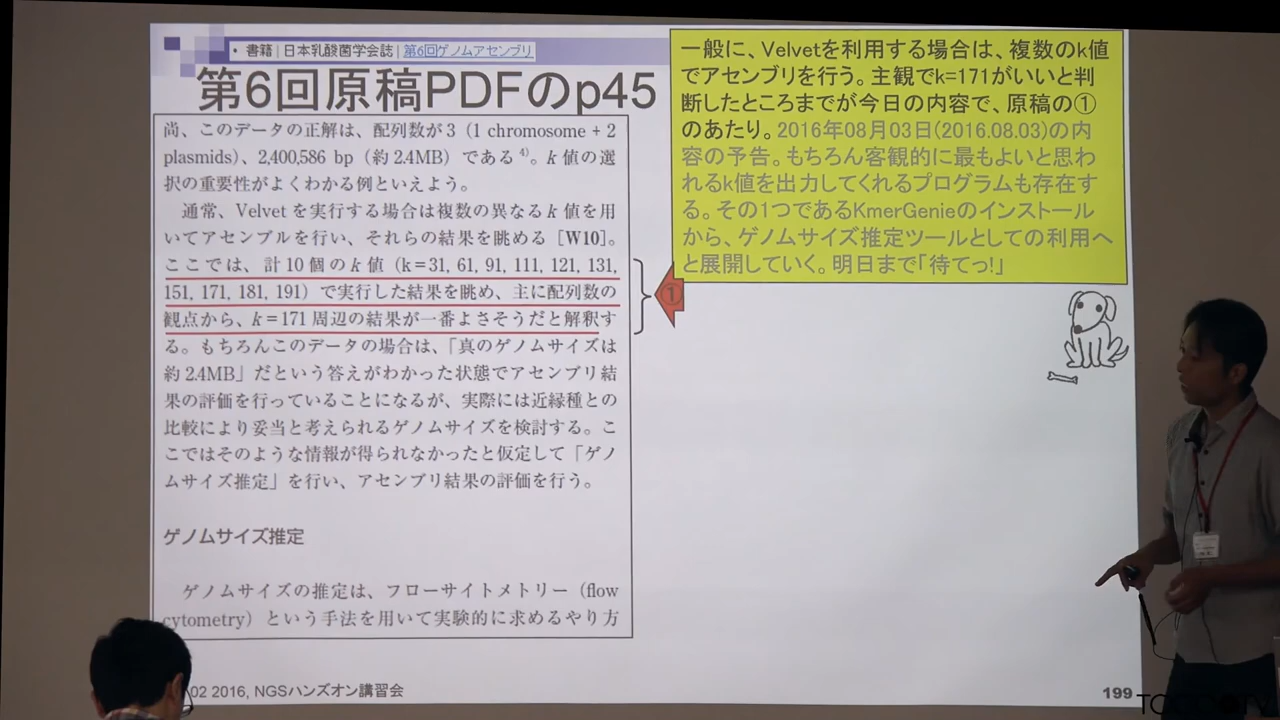 • 書籍 | 日本乳酸菌学会誌 | 第6回ゲノムアセンブリ
第6回原稿PDFのp45
尚、このデータの正解は、配列数が 3（1 chromosome + 2
plasmids）、2,400,586 bp（約 2.4MB）である 4)。k 値の選
択の重要性がよくわかる例といえよう。
通常、Velvet を実行する場合は複数の異なる k 値を用
いてアセンブルを行い、それらの結果を眺める [W10]。
ここでは、計 10 個の k 値（k = 31, 61, 91, 111, 121, 131,
151, 171, 181, 191）で実行した結果を眺め、主に配列数の
観点から、k = 171 周辺の結果が一番よさそうだと解釈す
る。もちろんこのデータの場合は、「真のゲノムサイズは
約 2.4MB」だという答えがわかった状態でアセンブリ結
果の評価を行っていることになるが、実際には近縁種との
比較により妥当と考えられるゲノムサイズを検討する。こ
こではそのような情報が得られなかったと仮定して「ゲノ
ムサイズ推定」を行い、アセンブリ結果の評価を行う。
ゲノムサイズ推定
ゲノムサイズの推定は、フローサイトメトリー（flow
cytometry）という手法を用いて実験的に求めるやり方
①
一般に、Velvetを利用する場合は、複数のk値
でアセンブリを行う。主観でk=171がいいと判
断したところまでが今日の内容で、原稿の①
のあたり。2016年08月03日(2016.08.03)の内
容の予告。もちろん客観的に最もよいと思わ
れるk値を出力してくれるプログラムも存在す
る。その1つであるKmerGenieのインストール
から、ゲノムサイズ推定ツールとしての利用へ
と展開していく。明日まで「待てっ!」
02 2016, NGSハンズオン講習会
199